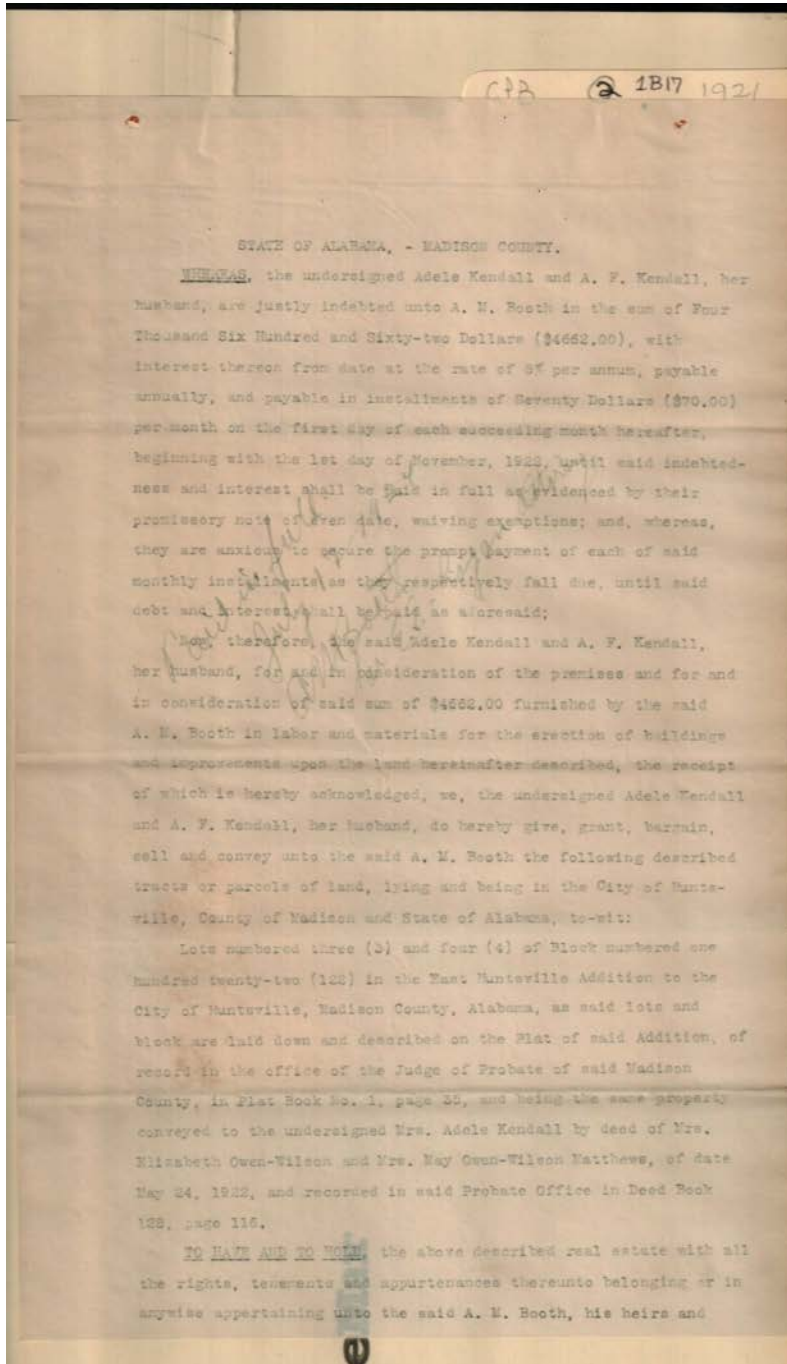 2 1B17 1921
STATE OF ALABAMA, - MADISON COUNTY.
WHEREAS, the undersigned Adele Kendall and A. F. Kendall, her
husband, are justly indebted unto A. M. Booth in the sum of Four
Thousand Six Hundred and Sixty-two Dollars ($4662.00), with
interest thereon from date at the rate of 8% per annum, payable
annually, and payable in installments of Seventy Dollars ($70.00)
per month on the first day of each succeeding month hereafter,
beginning with the 1st day of November, 1922, until said indebted-
ness and interest shall be paid in full as evidenced by their
promissory note of even date, waiving exemptions; and, whereas,
they are anxious to secure the prompt payment of each of said
monthly installments as they respectively fall due, until said
debt and interest shall be paid as aforesaid;
Now, therefore, the said Adele Kendall and A. F. Kendall,
her husband, for and in consideration of the premises and for and
in consideration of said sum of $4662.00 furnished by the said
A. M. Booth in labor and materials for the erection of buildings
and improvements upon the land hereinafter described, the receipt
of which is hereby acknowledged, we, the undersigned Adele Kendall
and A. F. Kendall, her husband, do hereby give, grant, bargain,
sell and convey unto the said A. M. Booth the following described
tracts or parcels of land, lying and being in the City of Hunts-
ville, County of Madison and State of Alabama, to-wit:
Lots numbered three (3) and four (4) of Block numbered one
hundred twenty-two (122) in the East Huntsville Addition to the
City of Huntsville, Madison County, Alabama, as said lots and
block are laid down and described on the Plat of said Addition, of
record in the office of the Judge of Probate of said Madison
County, in Plat Book No. 1, page 35, and being the same property
conveyed to the undersigned Mrs. Adele Kendall by deed of Mrs.
Elizabeth Owen-Wilson and Mrs. May Owen-Wilson Matthews, of date
May 24, 1922, and recorded in said Probate Office in Deed Book
128, page 116.
TO HAVE AND TO HOLD, the above described real estate with all
the rights, tenements and appurtenances thereunto belonging or in
anywise appertaining unto the said A. M. Booth, his heirs and
Paid in full